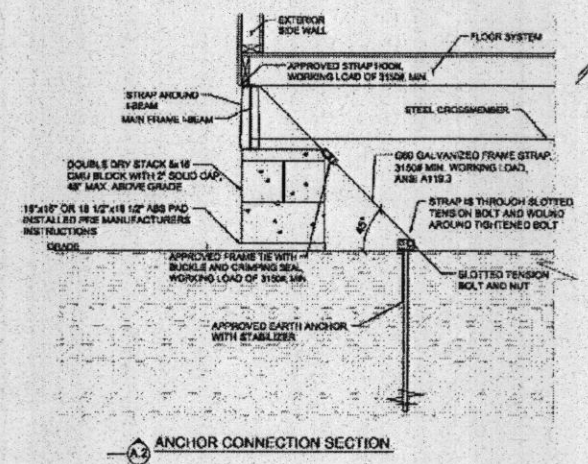 EXTERIOR
SIDE WALL
FLOOR SYSTEM
APPROVED STRAP HOOK,
WORKING LOAD OF 3150#, MIN.
STRAP AROUND
I-BEAM
MAIN FRAME I-BEAM
STEEL CROSSMEMBER
DOUBLE DRY STACK 8x16
CMU BLOCK WITH 2" SOLID CAP,
48" MAX. ABOVE GRADE
G60 GALVANIZED FRAME STRAP,
3150# MIN. WORKING LOAD,
ANSI A119.3
16"x16" OR 18 1/2"x18 1/2" ABS PAD
INSTALLED PER MANUFACTURERS
INSTRUCTIONS
STRAP IS THROUGH SLOTTED
TENSION BOLT AND WOUND
AROUND TIGHTENED BOLT
45°
GRADE
APPROVED FRAME TIE WITH
BUCKLE AND CRIMPING SEAL,
WORKING LOAD OF 3150#, MIN
SLOTTED TENSION
BOLT AND NUT
APPROVED EARTH ANCHOR
WITH STABILIZER
A.2 ANCHOR CONNECTION SECTION